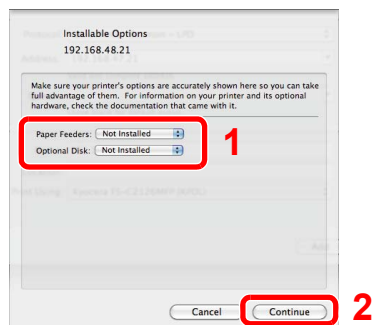 Installable Options
192.168.48.21
Make sure your printer's options are accurately shown here so you can take
full advantage of them. For information on your printer and its optional
hardware, check the documentation that came with it.
Paper Feeders: Not Installed
Optional Disk: Not Installed
1
Cancel
Continue
2